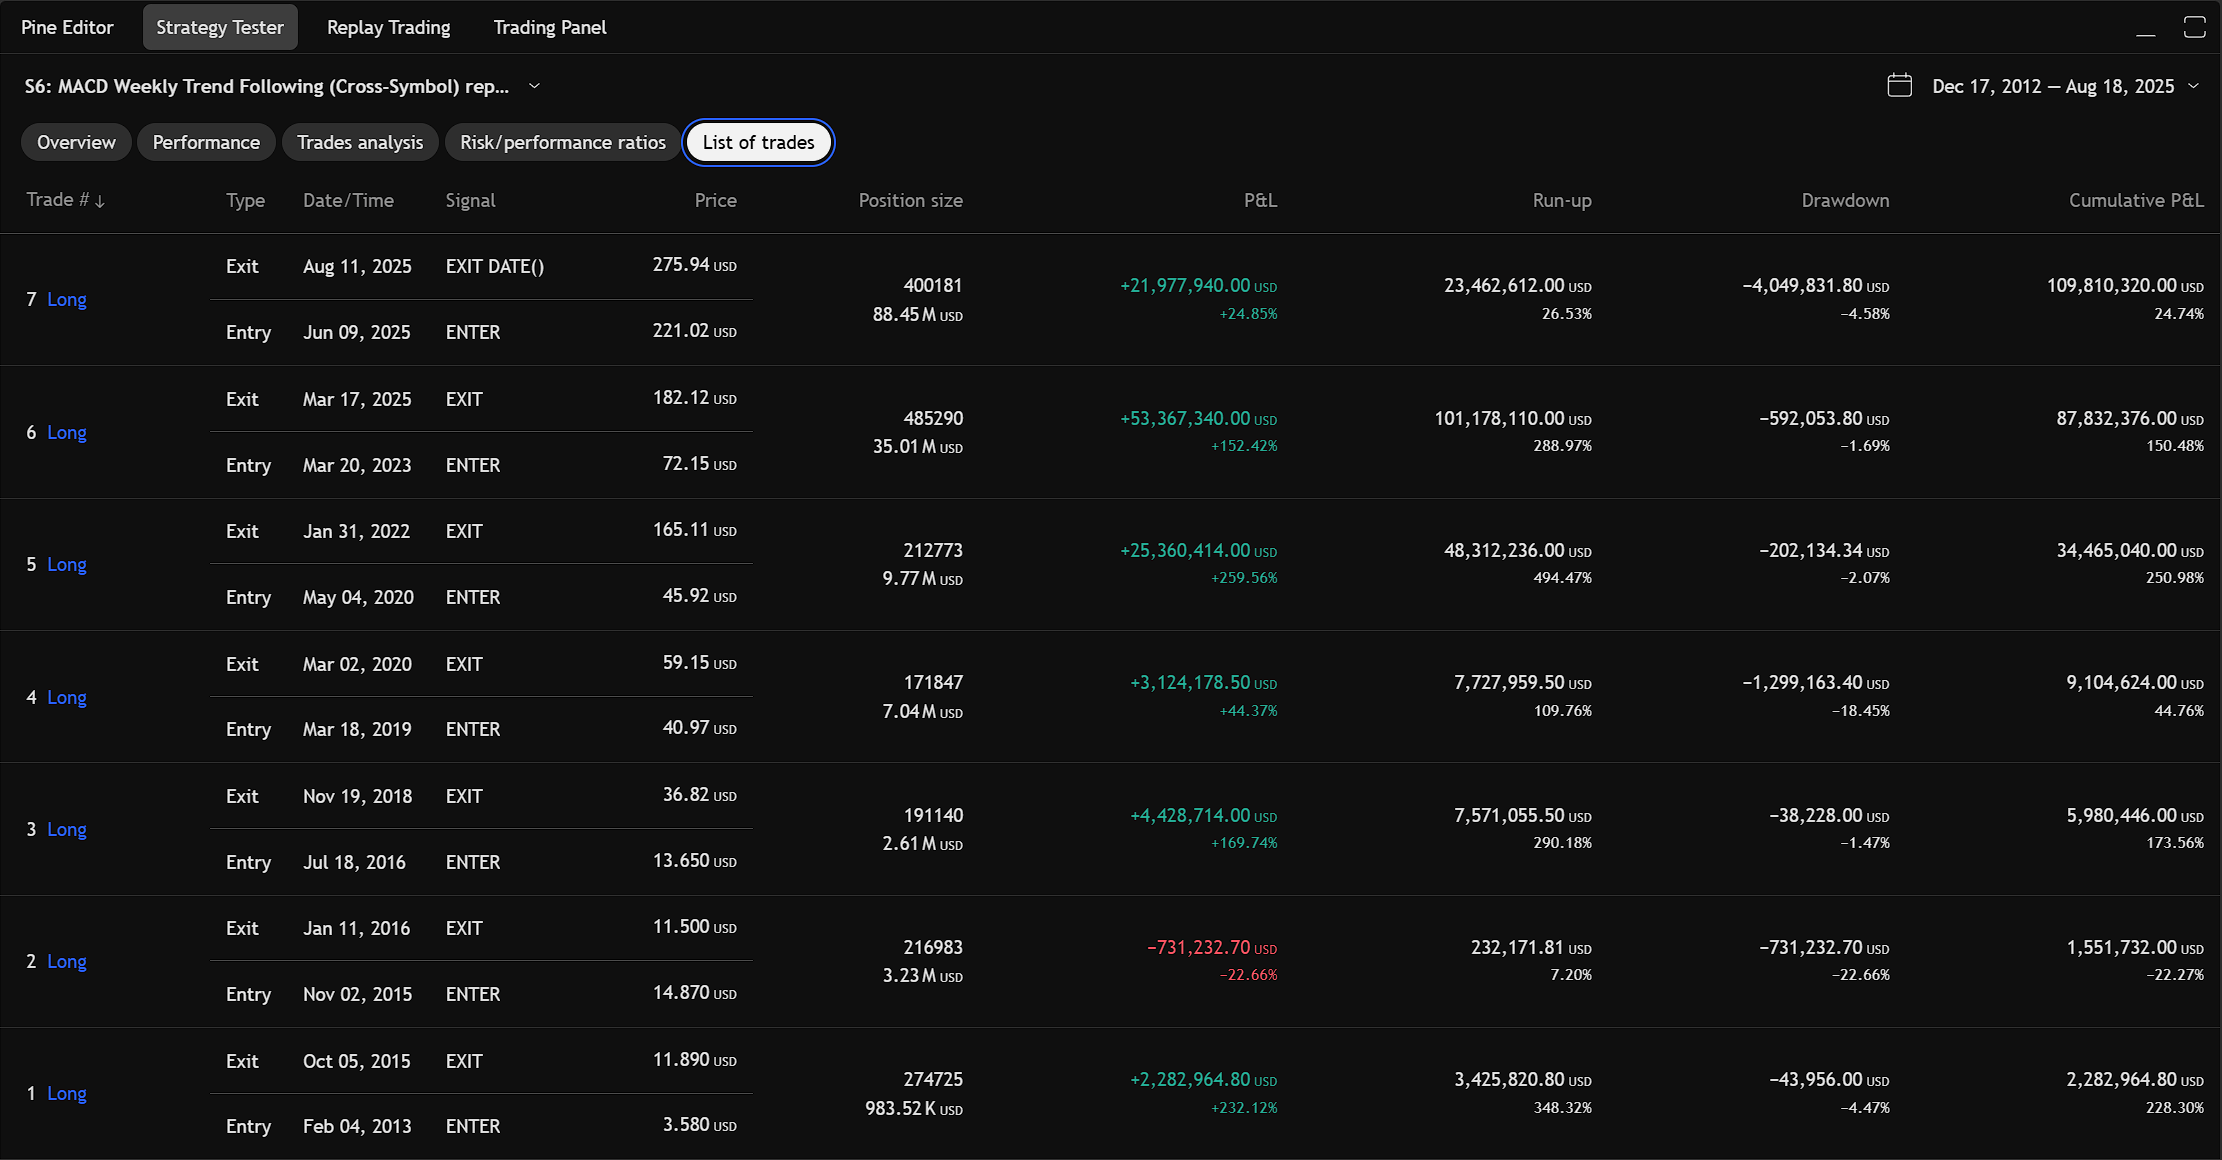 Pine Editor Strategy Tester Replay Trading Trading Panel
S6: MACD Weekly Trend Following (Cross-Symbol) rep... Dec 17, 2012 — Aug 18, 2025
Overview Performance Trades analysis Risk/performance ratios List of trades
Trade # ↓ Type Date/Time Signal Price Position size P&L Run-up Drawdown Cumulative P&L
7 Long
Exit Aug 11, 2025 EXIT DATE() 275.94 USD
Entry Jun 09, 2025 ENTER 221.02 USD
400181 +21,977,940.00 USD 23,462,612.00 USD −4,049,831.80 USD 109,810,320.00 USD
88.45 M USD +24.85% 26.53% −4.58% 24.74%
6 Long
Exit Mar 17, 2025 EXIT 182.12 USD
Entry Mar 20, 2023 ENTER 72.15 USD
485290 +53,367,340.00 USD 101,178,110.00 USD −592,053.80 USD 87,832,376.00 USD
35.01 M USD +152.42% 288.97% −1.69% 150.48%
5 Long
Exit Jan 31, 2022 EXIT 165.11 USD
Entry May 04, 2020 ENTER 45.92 USD
212773 +25,360,414.00 USD 48,312,236.00 USD −202,134.34 USD 34,465,040.00 USD
9.77 M USD +259.56% 494.47% −2.07% 250.98%
4 Long
Exit Mar 02, 2020 EXIT 59.15 USD
Entry Mar 18, 2019 ENTER 40.97 USD
171847 +3,124,178.50 USD 7,727,959.50 USD −1,299,163.40 USD 9,104,624.00 USD
7.04 M USD +44.37% 109.76% −18.45% 44.76%
3 Long
Exit Nov 19, 2018 EXIT 36.82 USD
Entry Jul 18, 2016 ENTER 13.650 USD
191140 +4,428,714.00 USD 7,571,055.50 USD −38,228.00 USD 5,980,446.00 USD
2.61 M USD +169.74% 290.18% −1.47% 173.56%
2 Long
Exit Jan 11, 2016 EXIT 11.500 USD
Entry Nov 02, 2015 ENTER 14.870 USD
216983 −731,232.70 USD 232,171.81 USD −731,232.70 USD 1,551,732.00 USD
3.23 M USD −22.66% 7.20% −22.66% −22.27%
1 Long
Exit Oct 05, 2015 EXIT 11.890 USD
Entry Feb 04, 2013 ENTER 3.580 USD
274725 +2,282,964.80 USD 3,425,820.80 USD −43,956.00 USD 2,282,964.80 USD
983.52 K USD +232.12% 348.32% −4.47% 228.30%